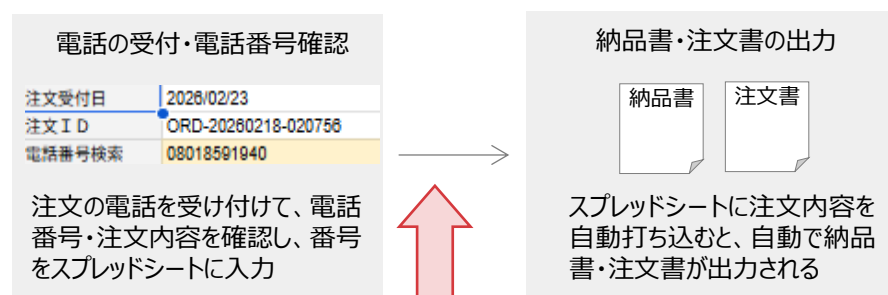 電話の受付・電話番号確認
注文受付日 2026/02/23
注文ＩＤ ORD-20260218-020756
電話番号検索 08018591940
注文の電話を受け付けて、電話
番号・注文内容を確認し、番号
をスプレッドシートに入力
納品書・注文書の出力
納品書 注文書
スプレッドシートに注文内容を
自動打ち込むと、自動で納品
書・注文書が出力される